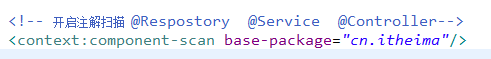 <!-- 开启注解扫描 @Respostory  @Service  @Controller-->
<context:component-scan base-package="cn.itheima"/>